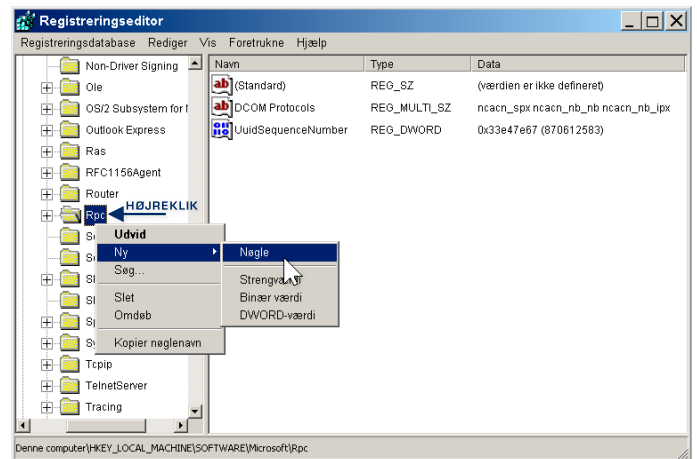 Registreringseditor
Registreringsdatabase Rediger Vis Foretrukne Hjælp
Navn Type Data
Non-Driver Signing
Ole
OS/2 Subsystem for
Outlook Express
Ras
RFC1156Agent
Router
Rpc
HØJREKLIK
(Standard) REG_SZ (værdien er ikke defineret)
DCOM Protocols REG_MULTI_SZ ncacn_spx ncacn_nb_nb ncacn_nb_ipx
UuidSequenceNumber REG_DWORD 0x33e47e67 (870612583)
Udvid
Ny
Søg...
Slet
Omdøb
Kopier nøglenavn
Nøgle
Binær værdi
DWORD-værdi
Tcpip
TelnetServer
Tracing
Denne computer\HKEY_LOCAL_MACHINE\SOFTWARE\Microsoft\Rpc